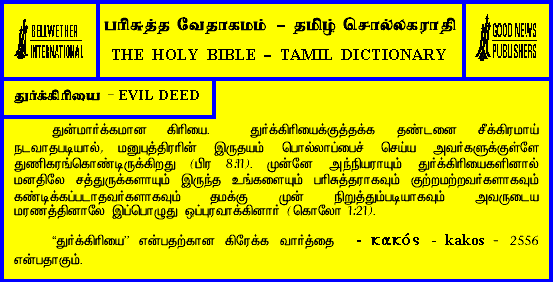 BELLWETHER
INTERNATIONAL
பரிசுத்த வேதாகமம் – தமிழ் சொல்லகராதி
THE HOLY BIBLE – TAMIL DICTIONARY
GOOD NEWS
PUBLISHERS
துர்க்கிரியை – EVIL DEED
துன்மார்க்கமான கிரியை. துர்க்கிரியைக்குத்தக்க தண்டனை சீக்கிரமாய்
நடவாதபடியால், மனுபுத்திரரின் இருதயம் பொல்லாப்பைச் செய்ய அவர்களுக்குள்ளே
துணிகரங்கொண்டிருக்கிறது (பிர 8:11). முன்னே அந்நியராயும் துர்க்கிரியைகளினால்
மனதிலே சத்துருக்களாயும் இருந்த உங்களையும் பரிசுத்தராகவும் குற்றமற்றவர்களாகவும்
கண்டிக்கப்படாதவர்களாகவும் தமக்கு முன் நிறுத்தும்படியாகவும் அவருடைய
மரணத்தினாலே இப்பொழுது ஒப்புரவாக்கினார் (கொலோ 1:21).
“துர்க்கிரியை” என்பதற்கான கிரேக்க வார்த்தை - κακός - kakos - 2556
என்பதாகும்.